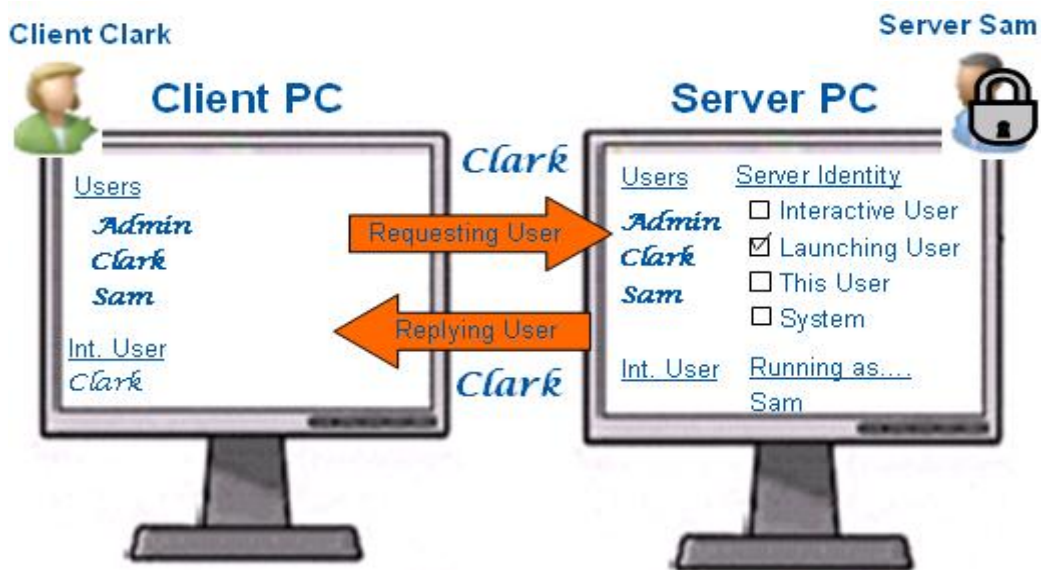 Client Clark
Server Sam
Client PC
Server PC
Clark
Users
Admin
Clark
Sam
Int. User
Clark
Requesting User
Replying User
Clark
Users
Admin
Clark
Sam
Int. User
Server Identity
Interactive User
Launching User
This User
System
Running as....
Sam